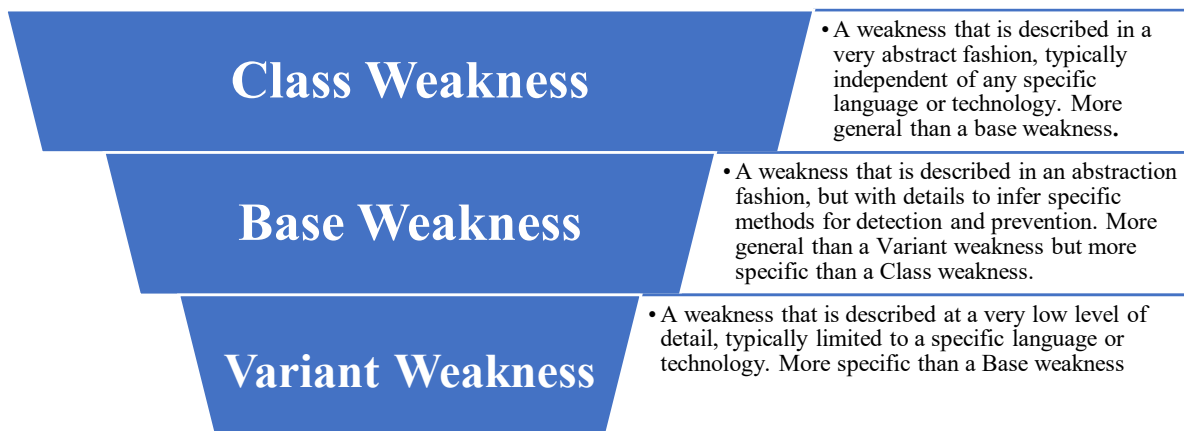 Class Weakness
• A weakness that is described in a
very abstract fashion, typically
independent of any specific
language or technology. More
general than a base weakness.
Base Weakness
• A weakness that is described in an abstraction
fashion, but with details to infer specific
methods for detection and prevention. More
general than a Variant weakness but more
specific than a Class weakness.
Variant Weakness
• A weakness that is described at a very low level of
detail, typically limited to a specific language or
technology. More specific than a Base weakness